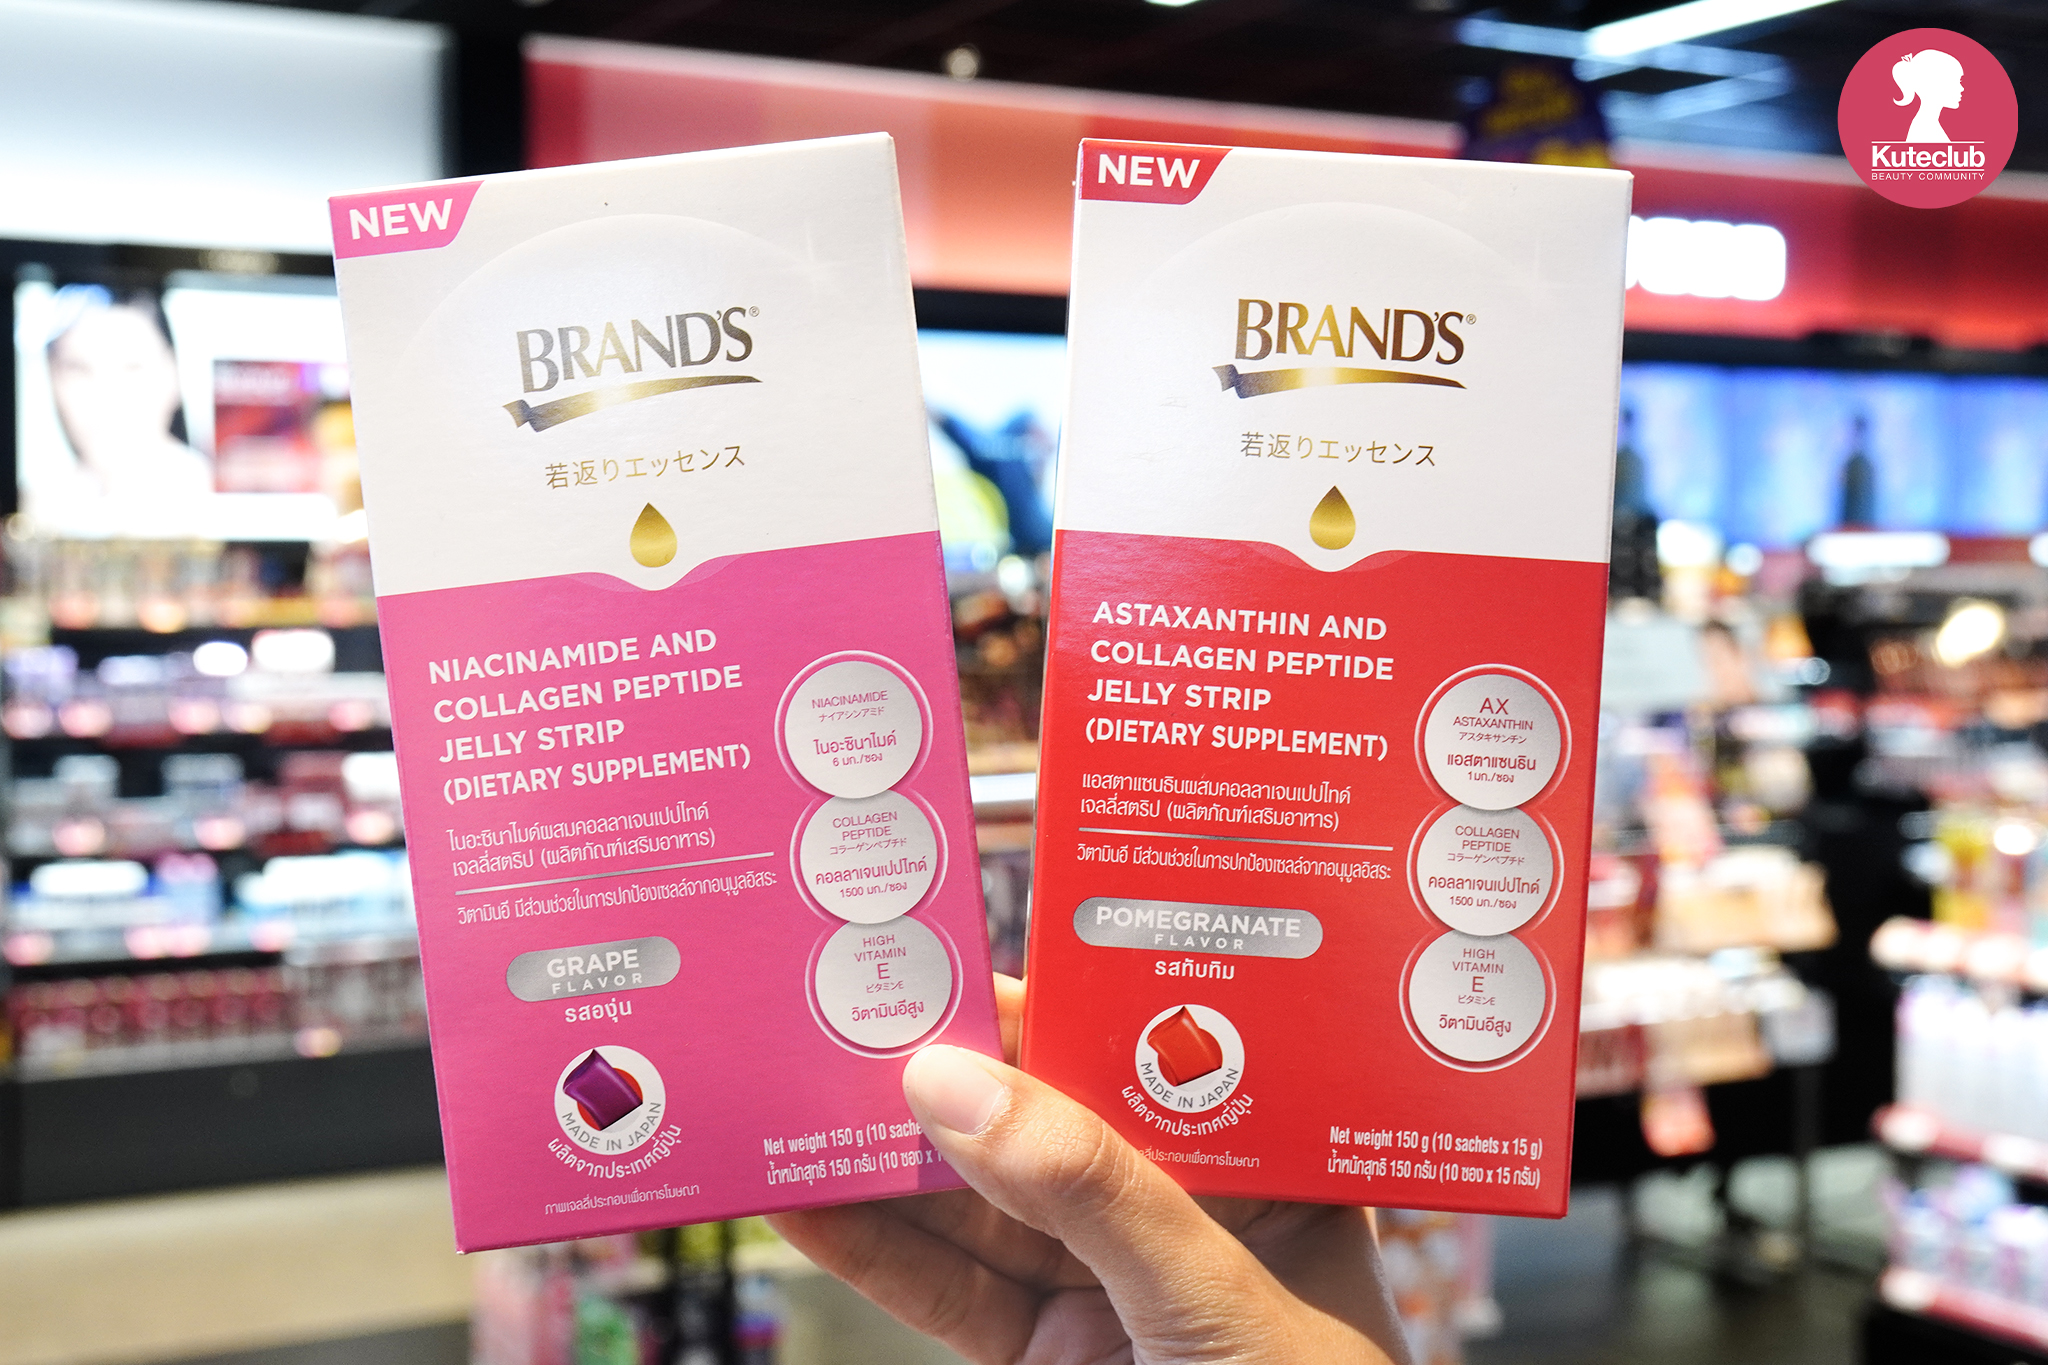 Kuteclub
BEAUTY COMMUNITY
NEW
BRAND'S®
若返りエッセンス
NIACINAMIDE AND
COLLAGEN PEPTIDE
JELLY STRIP
(DIETARY SUPPLEMENT)
ไนอะซินาไมด์ผสมคอลลาเจนเปปไทด์
เจลลี่สตริป (ผลิตภัณฑ์เสริมอาหาร)
วิตามินอี มีส่วนช่วยในการปกป้องเซลล์จากอนุมูลอิสระ
GRAPE
FLAVOR
รสองุ่น
MADE IN JAPAN
ผลิตจากประเทศญี่ปุ่น
ภาพเจลลี่ประกอบเพื่อการโฆษณา
NIACINAMIDE
ナイアシンアミド
ไนอะซินาไมด์
6 มก./ซอง
COLLAGEN
PEPTIDE
コラーゲンペプチド
คอลลาเจนเปปไทด์
1500 มก./ซอง
HIGH
VITAMIN
E
ビタミンE
วิตามินอีสูง
Net weight 150 g (10 sache
น้ำหนักสุทธิ 150 กรัม (10 ซอง x 1
NEW
BRAND'S®
若返りエッセンス
ASTAXANTHIN AND
COLLAGEN PEPTIDE
JELLY STRIP
(DIETARY SUPPLEMENT)
แอสตาแซนธินผสมคอลลาเจนเปปไทด์
เจลลี่สตริป (ผลิตภัณฑ์เสริมอาหาร)
วิตามินอี มีส่วนช่วยในการปกป้องเซลล์จากอนุมูลอิสระ
POMEGRANATE
FLAVOR
รสทับทิม
MADE IN JAPAN
ผลิตจากประเทศญี่ปุ่น
ลี่ประกอบเพื่อการโฆษณา
AX
ASTAXANTHIN
アスタキサンチン
แอสตาแซนธิน
1 มก./ซอง
COLLAGEN
PEPTIDE
コラーゲンペプチド
คอลลาเจนเปปไทด์
1500 มก./ซอง
HIGH
VITAMIN
E
ビタミンE
วิตามินอีสูง
Net weight 150 g (10 sachets x 15 g)
น้ำหนักสุทธิ 150 กรัม (10 ซอง x 15 กรัม)